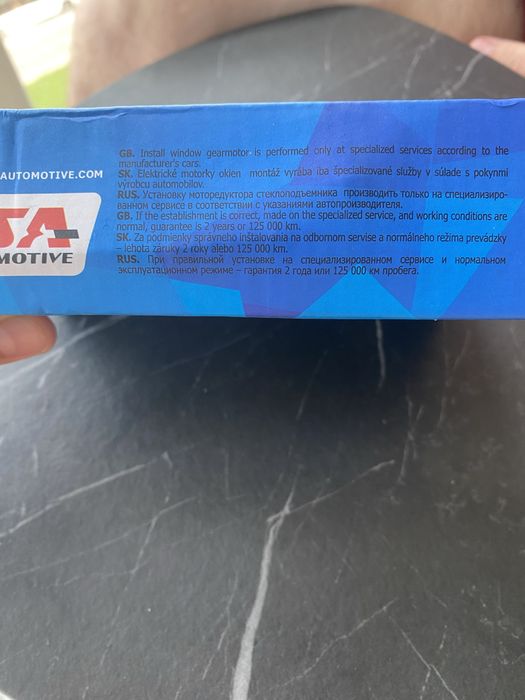 AUTOMOTIVE.COM
SA
MOTIVE
GB. Install window gearmotor is performed only at specialized services according to the
manufacturer's cars.
SK. Elektrické motorky okien montáž vyrába iba špecializované služby v súlade s pokynmi
výrobcu automobilov.
RUS. Установку моторедуктора стеклоподъемника производить только на специализиро-
ванном сервисе в соответствии с указаниями автопроизводителя.
GB. If the establishment is correct, made on the specialized service, and working conditions are
normal, guarantee is 2 years or 125 000 km.
SK. Za podmienky správneho inštalovania na odbornom servise a normálneho režima prevádzky
– lehota záruky 2 roky alebo 125 000 km.
RUS. При правильной установке на специализированном сервисе и нормальном
эксплуатационном режиме – гарантия 2 года или 125 000 км пробега.